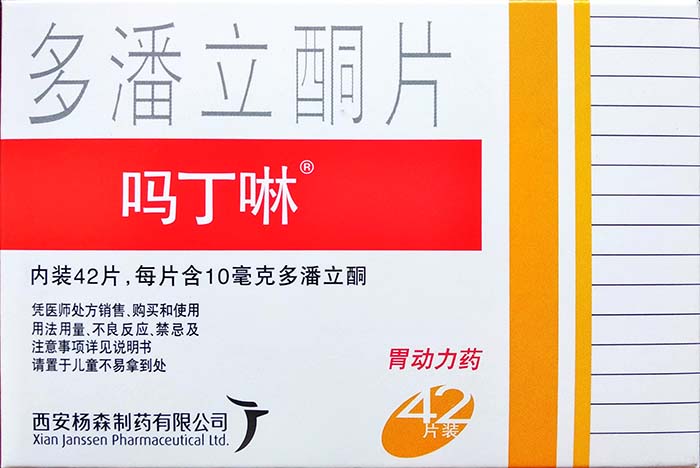 多潘立酮片
吗丁啉®
内装42片,每片含10毫克多潘立酮
凭医师处方销售、购买和使用
用法用量、不良反应、禁忌及
注意事项详见说明书
请置于儿童不易拿到处
胃动力药
42
片装
西安杨森制药有限公司
Xian Janssen Pharmaceutical Ltd.